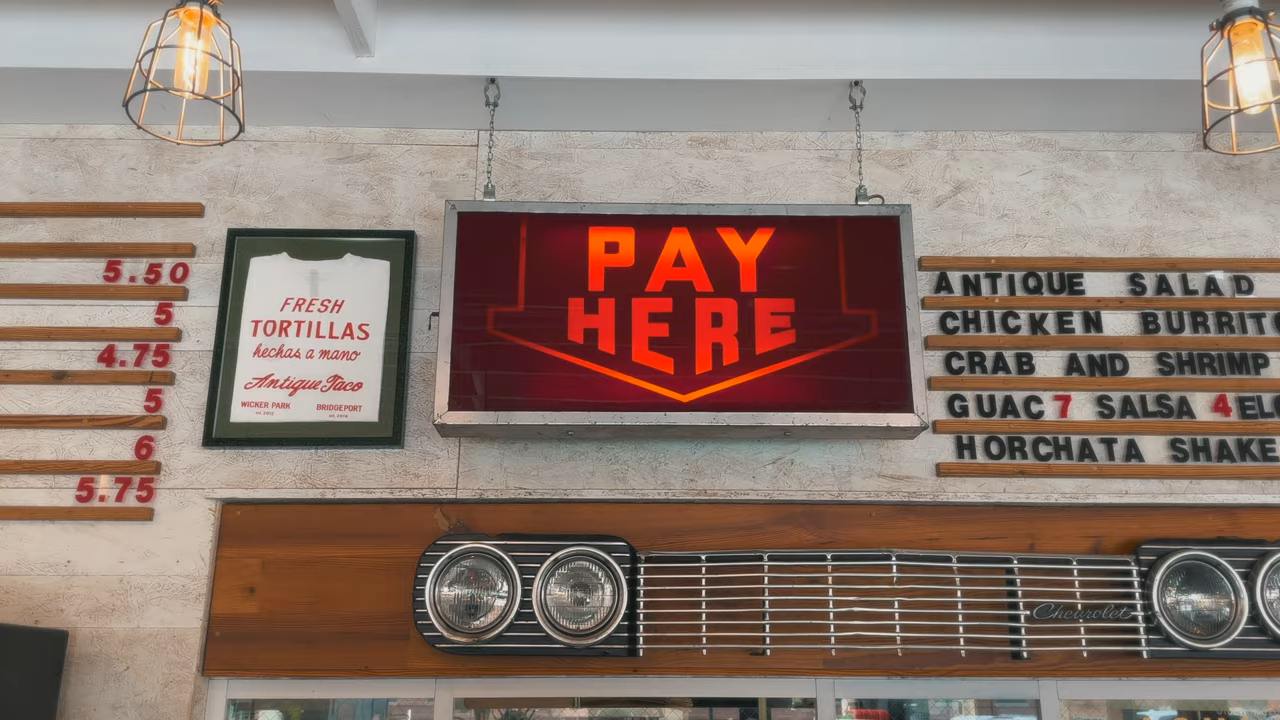 5.50
5
4.75
5
6
5.75
FRESH
TORTILLAS
hechas a mano
Antique Taco
WICKER PARK BRIDGEPORT
PAY
HERE
ANTIQUE SALAD
CHICKEN BURRITO
CRAB AND SHRIMP
GUAC 7 SALSA 4 EL
HORCHATA SHAKE
Chevrolet